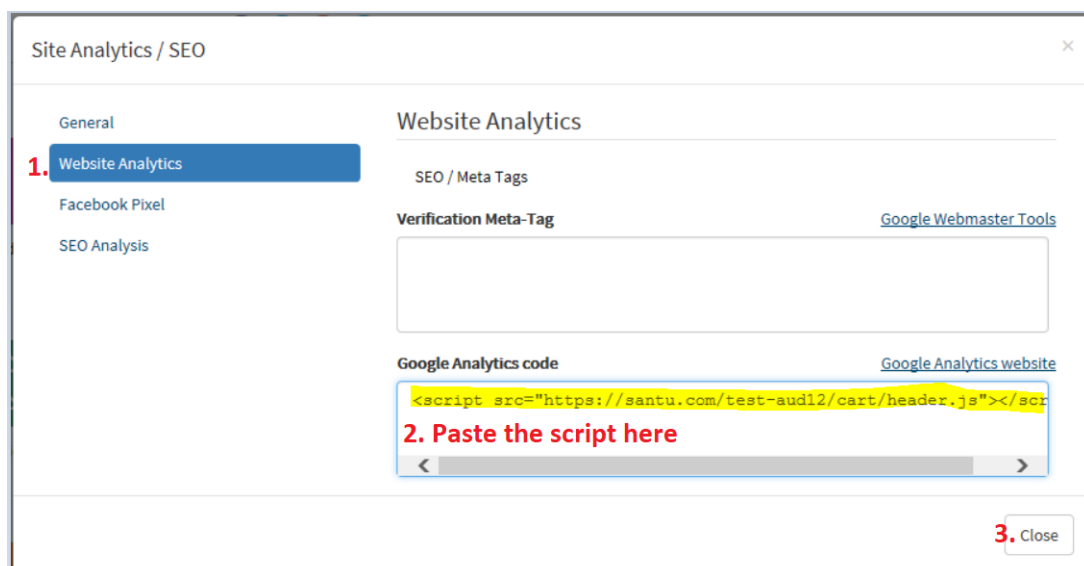 Site Analytics / SEO
×
General
Website Analytics
1. Website Analytics
SEO / Meta Tags
Facebook Pixel
Verification Meta-Tag Google Webmaster Tools
SEO Analysis
Google Analytics code Google Analytics website
<script src="https://santu.com/test-aud12/cart/header.js"></scr
2. Paste the script here
3. Close